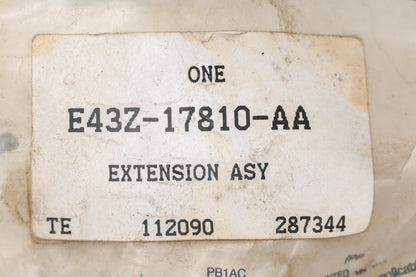 ONE
E43Z-17810-AA
EXTENSION ASY
TE 112090 287344
PB1AC